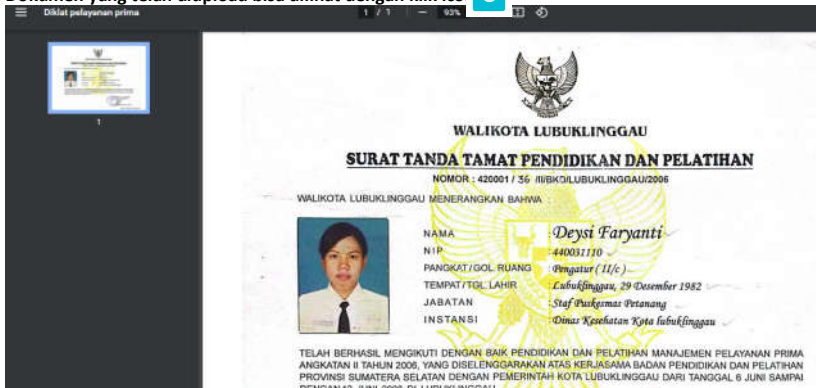 Diklat pelayanan prima
1 / 1 — 93%
1
WALIKOTA LUBUKLINGGAU
SURAT TANDA TAMAT PENDIDIKAN DAN PELATIHAN
NOMOR : 420001 / 36 /II/BKD/LUBUKLINGGAU/2006
WALIKOTA LUBUKLINGGAU MENERANGKAN BAHWA :
NAMA : Deysi Faryanti
NIP : 440031110
PANGKAT/GOL. RUANG : Pengatur ( II/c )
TEMPAT/TGL. LAHIR : Lubuklinggau, 29 Desember 1982
JABATAN : Staf Puskesmas Petanang
INSTANSI : Dinas Kesehatan Kota lubuklinggau
TELAH BERHASIL MENGIKUTI DENGAN BAIK PENDIDIKAN DAN PELATIHAN MANAJEMEN PELAYANAN PRIMA
ANGKATAN II TAHUN 2006, YANG DISELENGGARAKAN ATAS KERJASAMA BADAN PENDIDIKAN DAN PELATIHAN
PROVINSI SUMATERA SELATAN DENGAN PEMERINTAH KOTA LUBUKLINGGAU DARI TANGGAL 6 JUNI SAMPAI